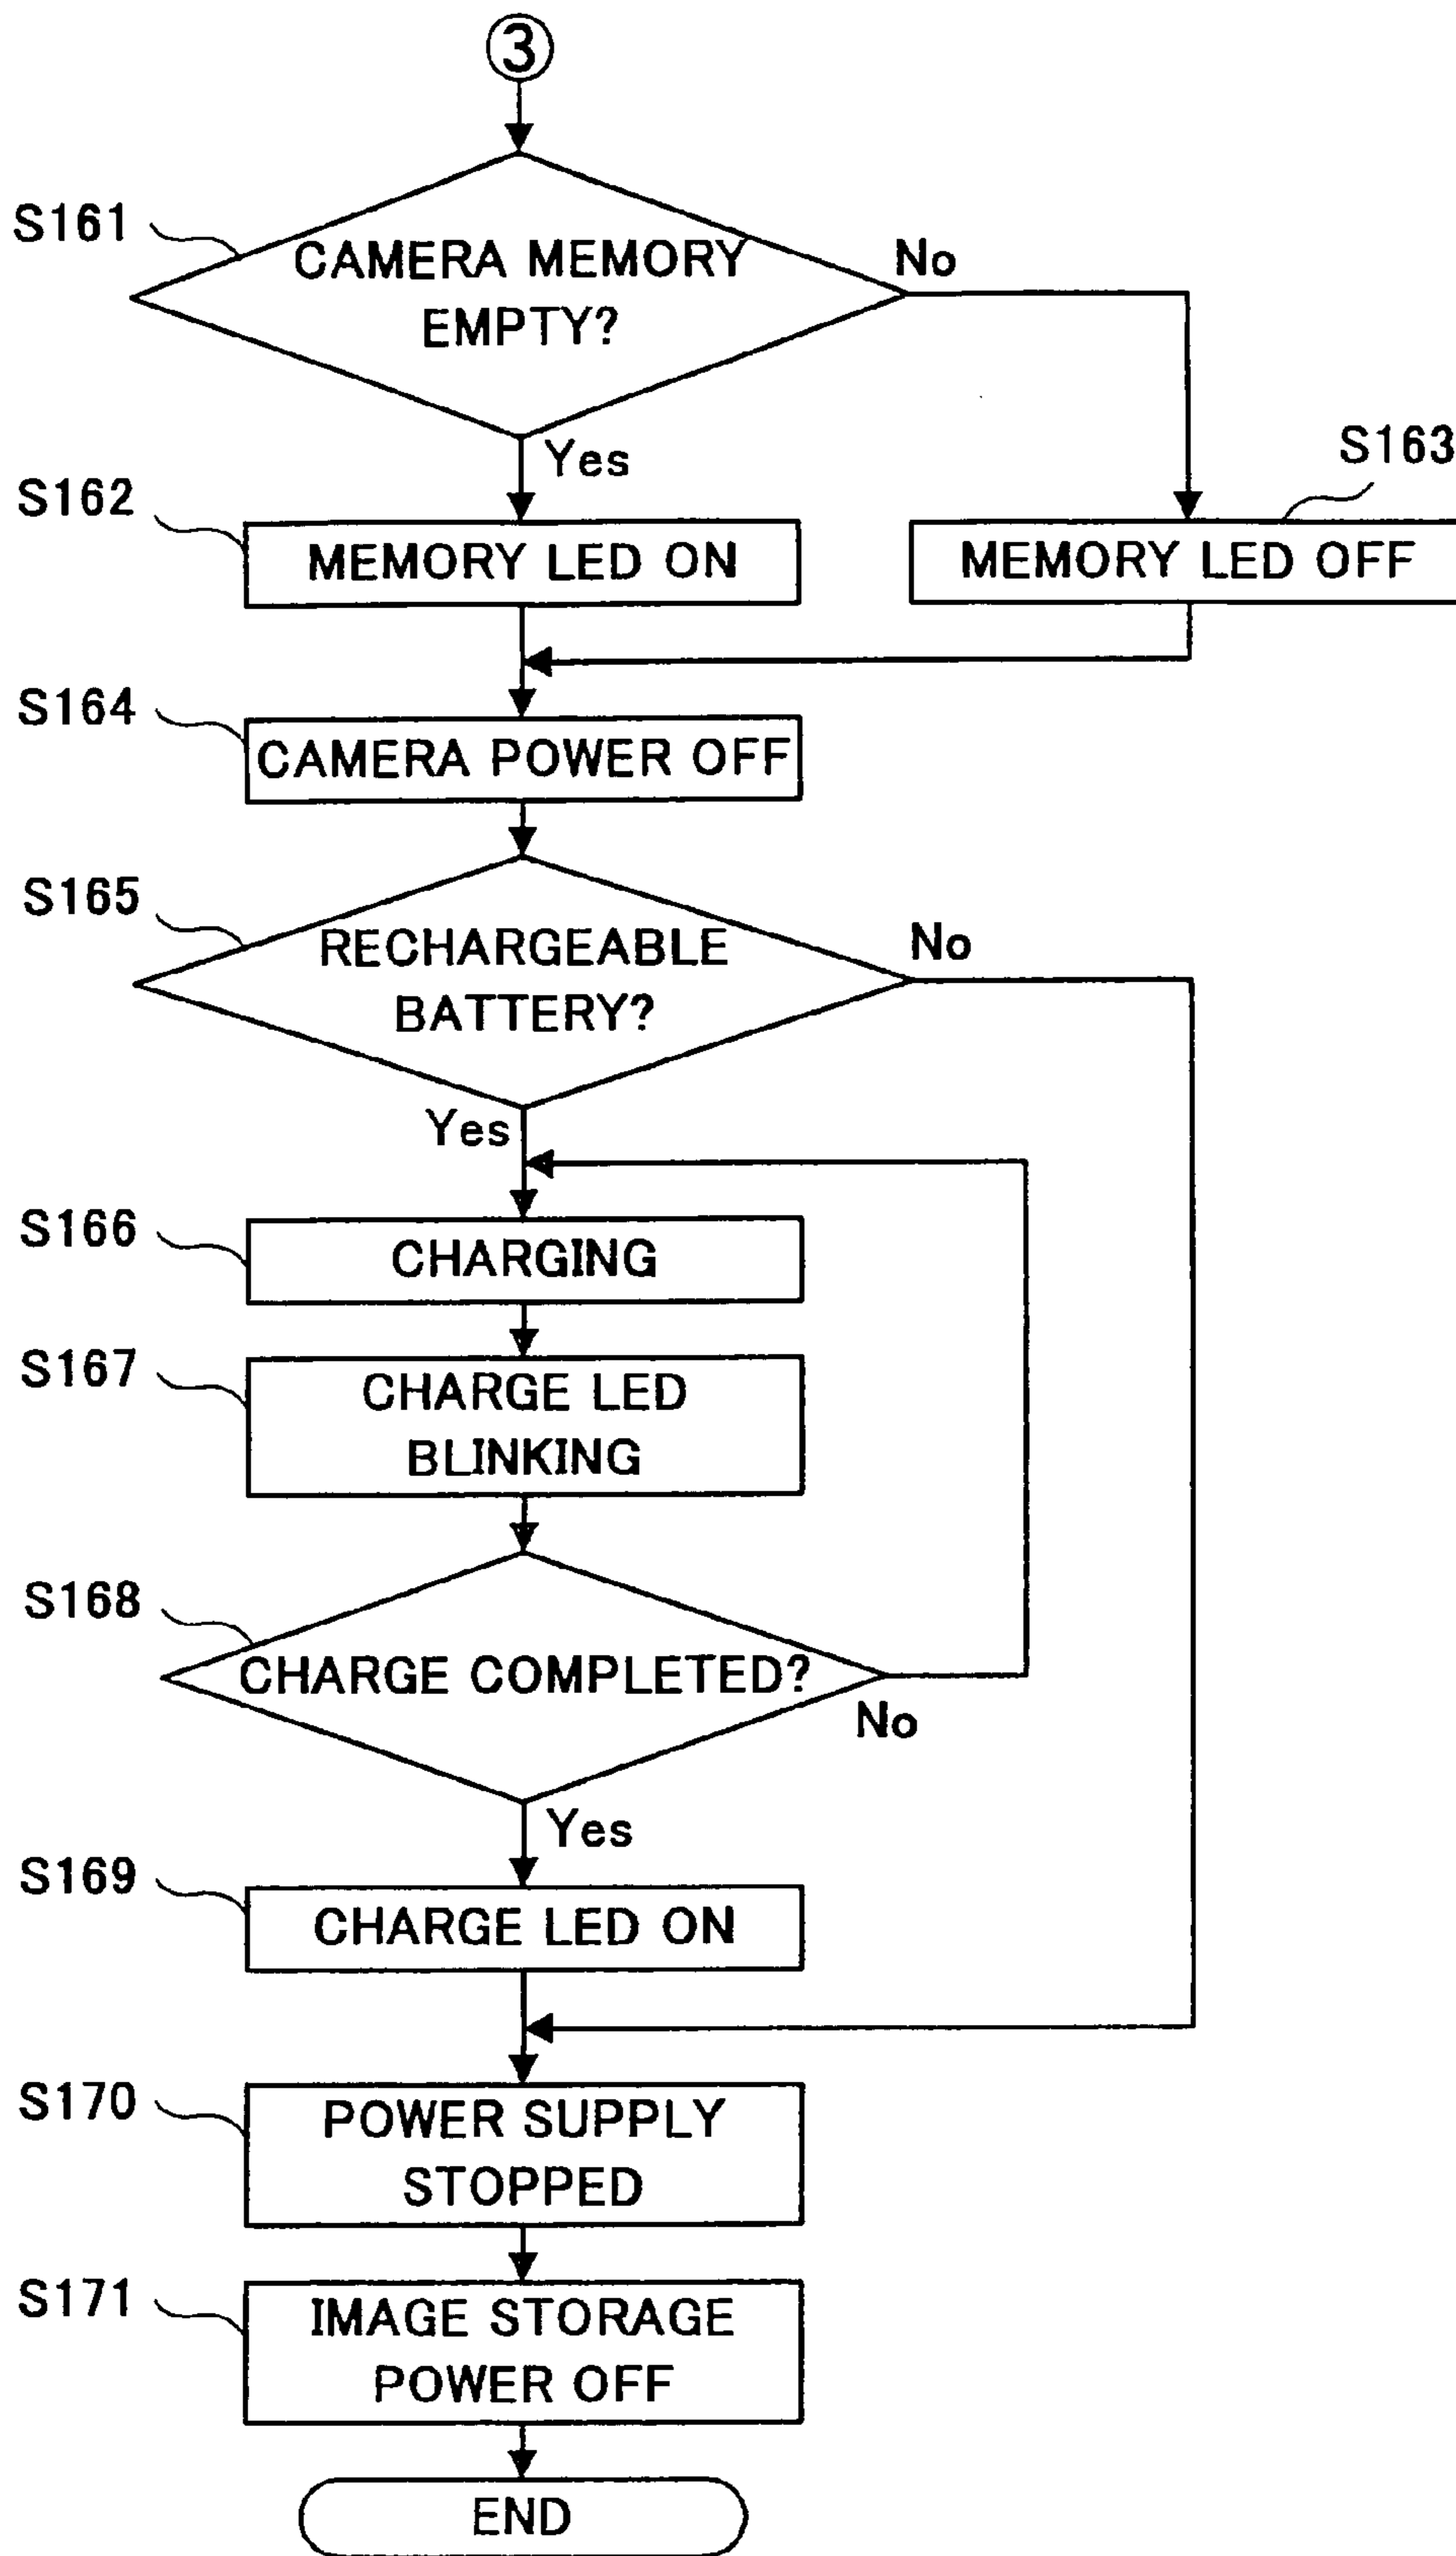 3
S161
CAMERA MEMORY
EMPTY?
No
Yes
S162
MEMORY LED ON
S163
MEMORY LED OFF
S164
CAMERA POWER OFF
S165
RECHARGEABLE
BATTERY?
No
Yes
S166
CHARGING
S167
CHARGE LED
BLINKING
S168
CHARGE COMPLETED?
No
Yes
S169
CHARGE LED ON
S170
POWER SUPPLY
STOPPED
S171
IMAGE STORAGE
POWER OFF
END